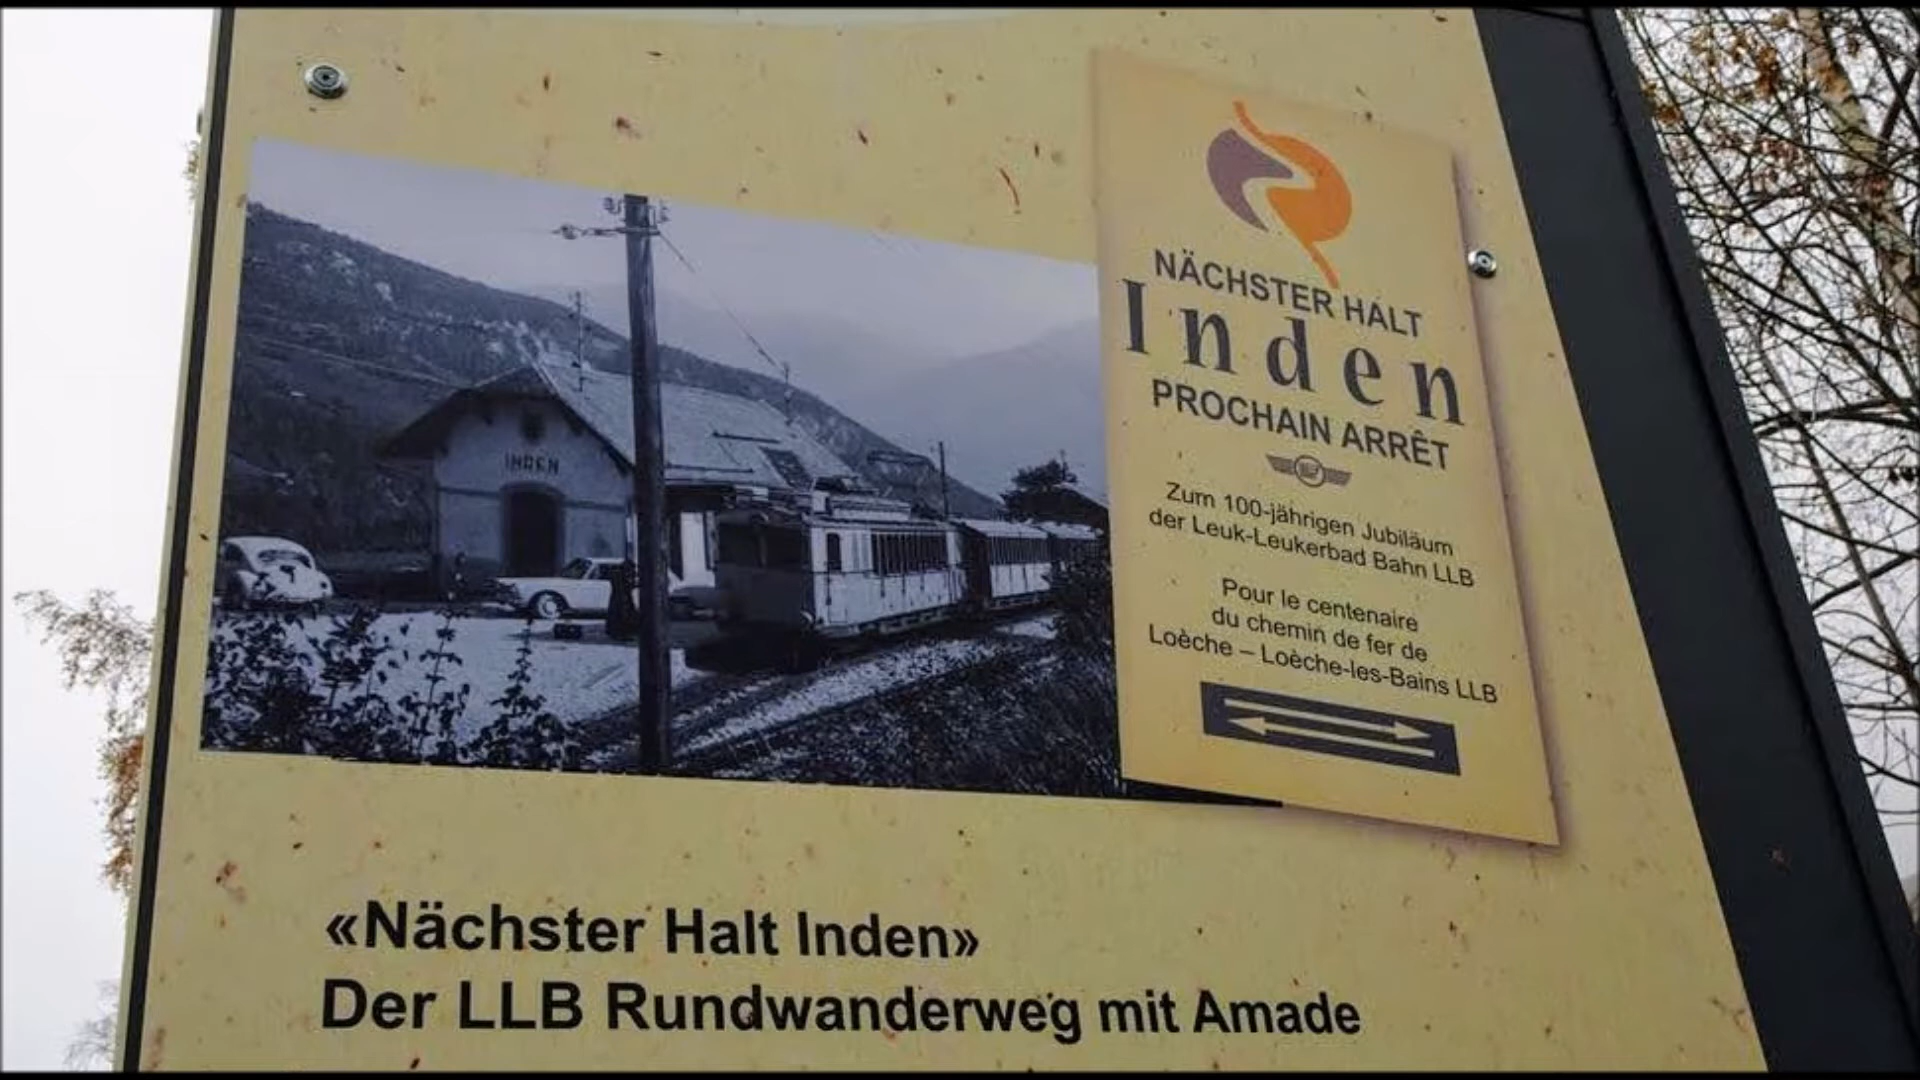 INDEN
NÄCHSTER HALT
Inden
PROCHAIN ARRÊT
Zum 100-jährigen Jubiläum
der Leuk-Leukerbad Bahn LLB
Pour le centenaire
du chemin de fer de
Loèche – Loèche-les-Bains LLB
«Nächster Halt Inden»
Der LLB Rundwanderweg mit Amade